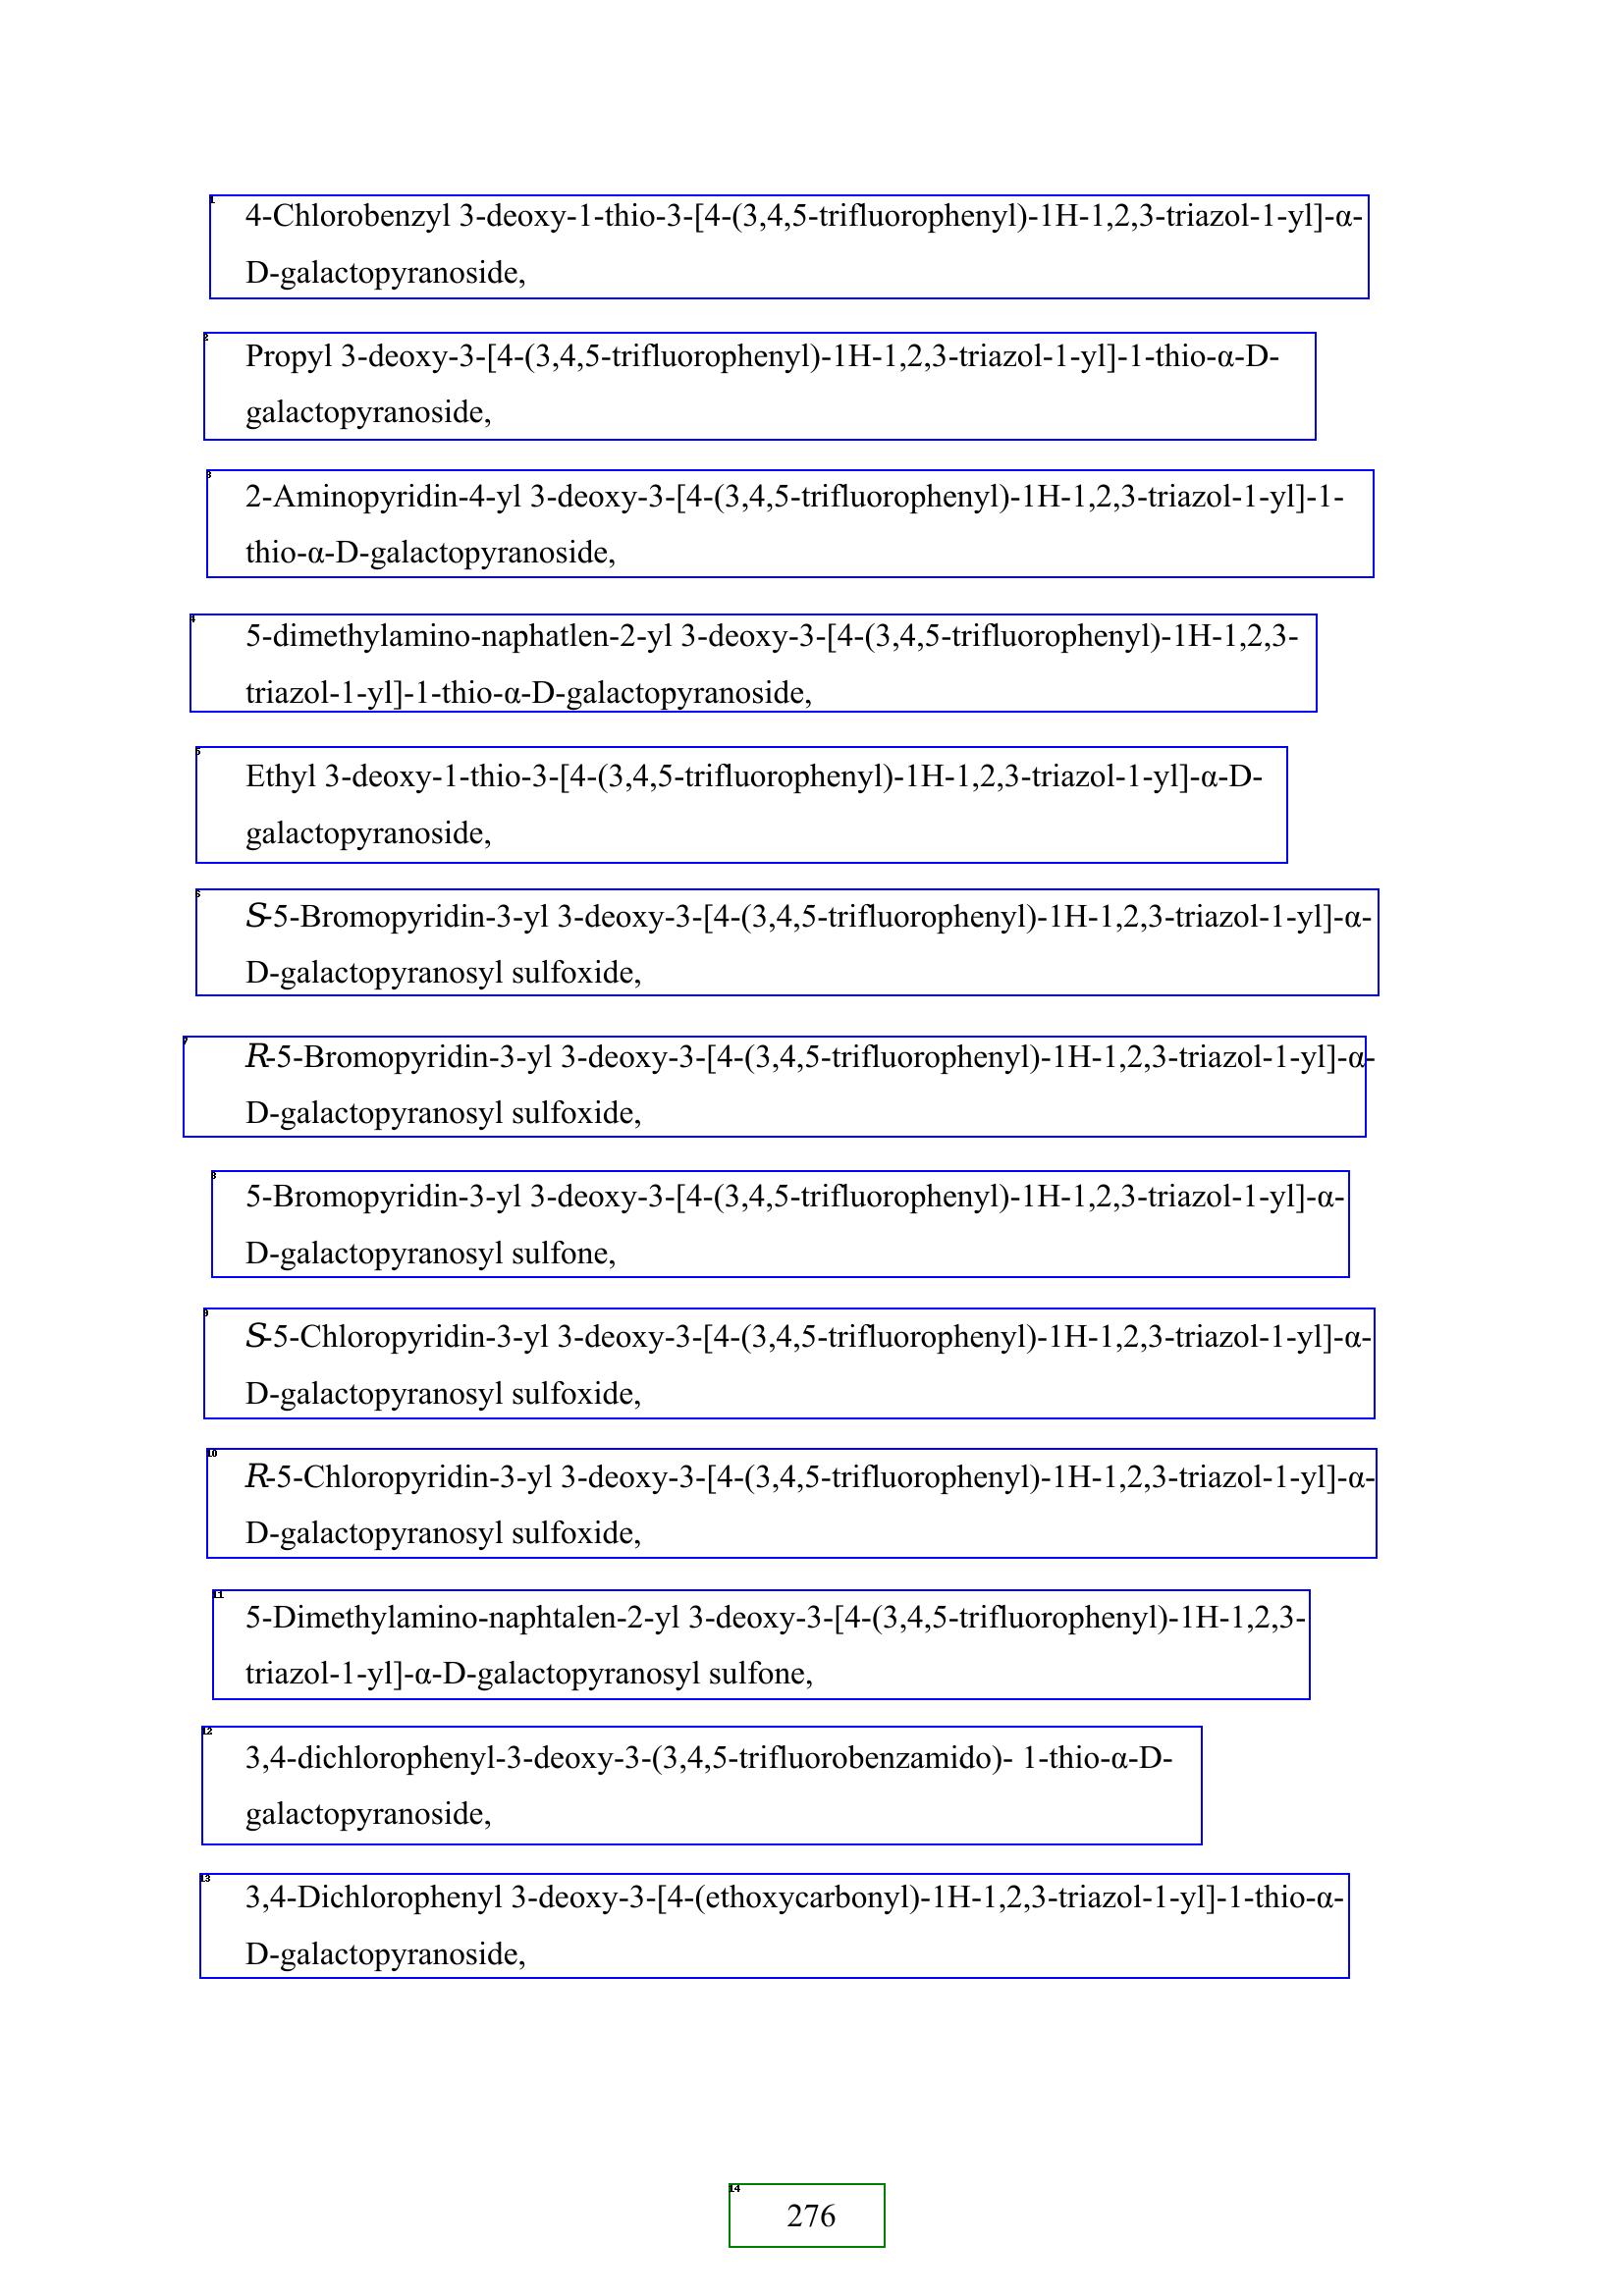 4-Chlorobenzyl 3-deoxy-1-thio-3-[4-(3,4,5-trifluorophenyl)-1H-1,2,3-triazol-1-yl]-α-
D-galactopyranoside,
Propyl 3-deoxy-3-[4-(3,4,5-trifluorophenyl)-1H-1,2,3-triazol-1-yl]-1-thio-α-D-
galactopyranoside,
2-Aminopyridin-4-yl 3-deoxy-3-[4-(3,4,5-trifluorophenyl)-1H-1,2,3-triazol-1-yl]-1-
thio-α-D-galactopyranoside,
5-dimethylamino-naphatlen-2-yl 3-deoxy-3-[4-(3,4,5-trifluorophenyl)-1H-1,2,3-
triazol-1-yl]-1-thio-α-D-galactopyranoside,
Ethyl 3-deoxy-1-thio-3-[4-(3,4,5-trifluorophenyl)-1H-1,2,3-triazol-1-yl]-α-D-
galactopyranoside,
S-5-Bromopyridin-3-yl 3-deoxy-3-[4-(3,4,5-trifluorophenyl)-1H-1,2,3-triazol-1-yl]-α-
D-galactopyranosyl sulfoxide,
R-5-Bromopyridin-3-yl 3-deoxy-3-[4-(3,4,5-trifluorophenyl)-1H-1,2,3-triazol-1-yl]-α-
D-galactopyranosyl sulfoxide,
5-Bromopyridin-3-yl 3-deoxy-3-[4-(3,4,5-trifluorophenyl)-1H-1,2,3-triazol-1-yl]-α-
D-galactopyranosyl sulfone,
S-5-Chloropyridin-3-yl 3-deoxy-3-[4-(3,4,5-trifluorophenyl)-1H-1,2,3-triazol-1-yl]-α-
D-galactopyranosyl sulfoxide,
R-5-Chloropyridin-3-yl 3-deoxy-3-[4-(3,4,5-trifluorophenyl)-1H-1,2,3-triazol-1-yl]-α-
D-galactopyranosyl sulfoxide,
5-Dimethylamino-naphtalen-2-yl 3-deoxy-3-[4-(3,4,5-trifluorophenyl)-1H-1,2,3-
triazol-1-yl]-α-D-galactopyranosyl sulfone,
3,4-dichlorophenyl-3-deoxy-3-(3,4,5-trifluorobenzamido)- 1-thio-α-D-
galactopyranoside,
3,4-Dichlorophenyl 3-deoxy-3-[4-(ethoxycarbonyl)-1H-1,2,3-triazol-1-yl]-1-thio-α-
D-galactopyranoside,
276